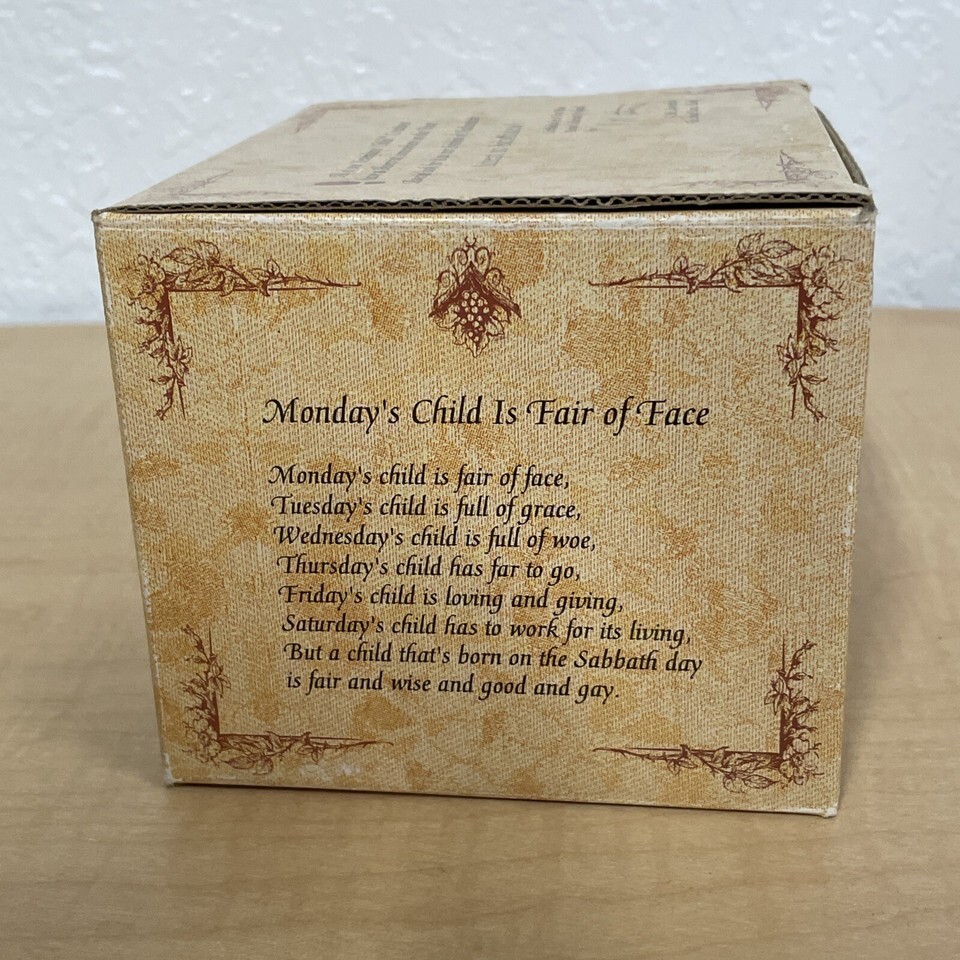 Monday's Child Is Fair of Face
Monday's child is fair of face,
Tuesday's child is full of grace,
Wednesday's child is full of woe,
Thursday's child has far to go,
Friday's child is loving and giving,
Saturday's child has to work for its living,
But a child that's born on the Sabbath day
is fair and wise and good and gay.